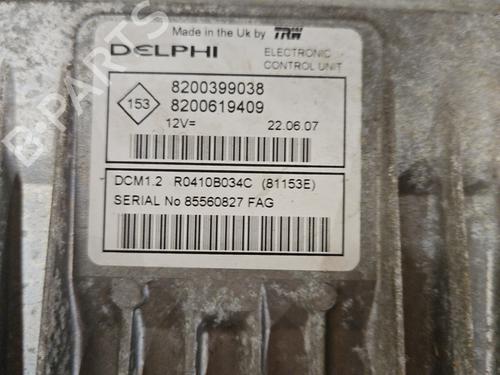 Made in the Uk by TRW
DELPHI
ELECTRONIC
CONTROL UNIT
153
8200399038
8200619409
12V=
22.06.07
DCM1.2 R0410B034C (81153E)
SERIAL No 85560827 FAG
B-PARTS